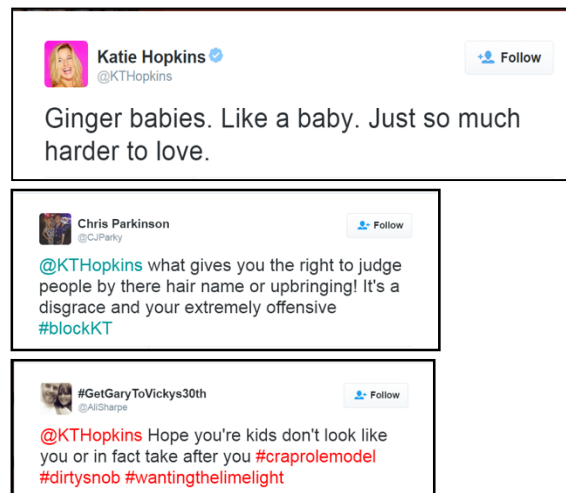 Katie Hopkins
@KTHopkins
Follow
Ginger babies. Like a baby. Just so much
harder to love.
Chris Parkinson
@CJParky
Follow
@KTHopkins what gives you the right to judge
people by there hair name or upbringing! It's a
disgrace and your extremely offensive
#blockKT
#GetGaryToVickys30th
@AliSharpe
Follow
@KTHopkins Hope you're kids don't look like
you or in fact take after you #craprolemodel
#dirtysnob #wantingthelimelight